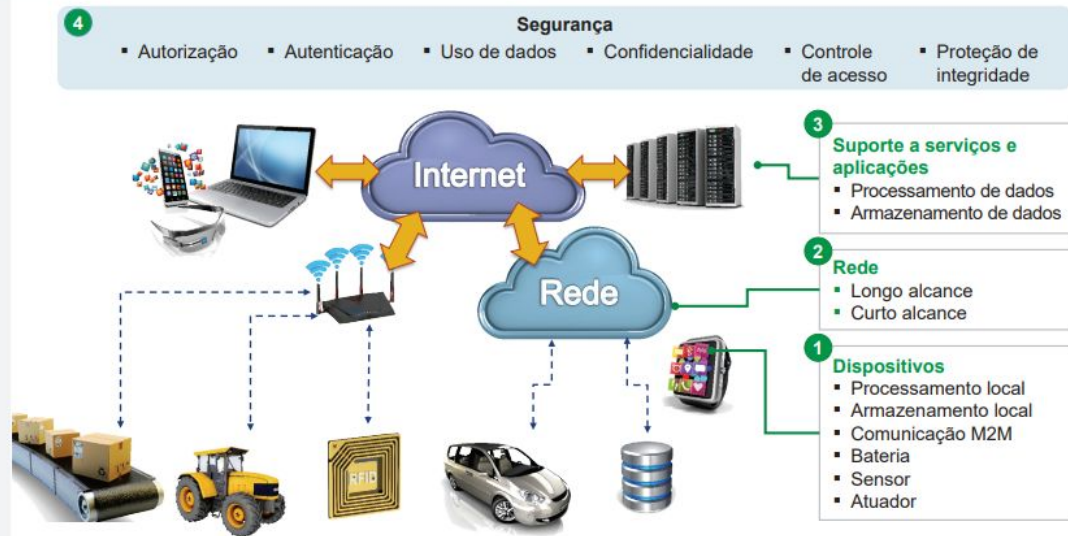 4
Segurança
▪ Autorização ▪ Autenticação ▪ Uso de dados ▪ Confidencialidade ▪ Controle de acesso ▪ Proteção de integridade
Internet
3
Suporte a serviços e
aplicações
▪ Processamento de dados
▪ Armazenamento de dados
2
Rede
▪ Longo alcance
▪ Curto alcance
Rede
1
Dispositivos
▪ Processamento local
▪ Armazenamento local
▪ Comunicação M2M
▪ Bateria
▪ Sensor
▪ Atuador
RFID